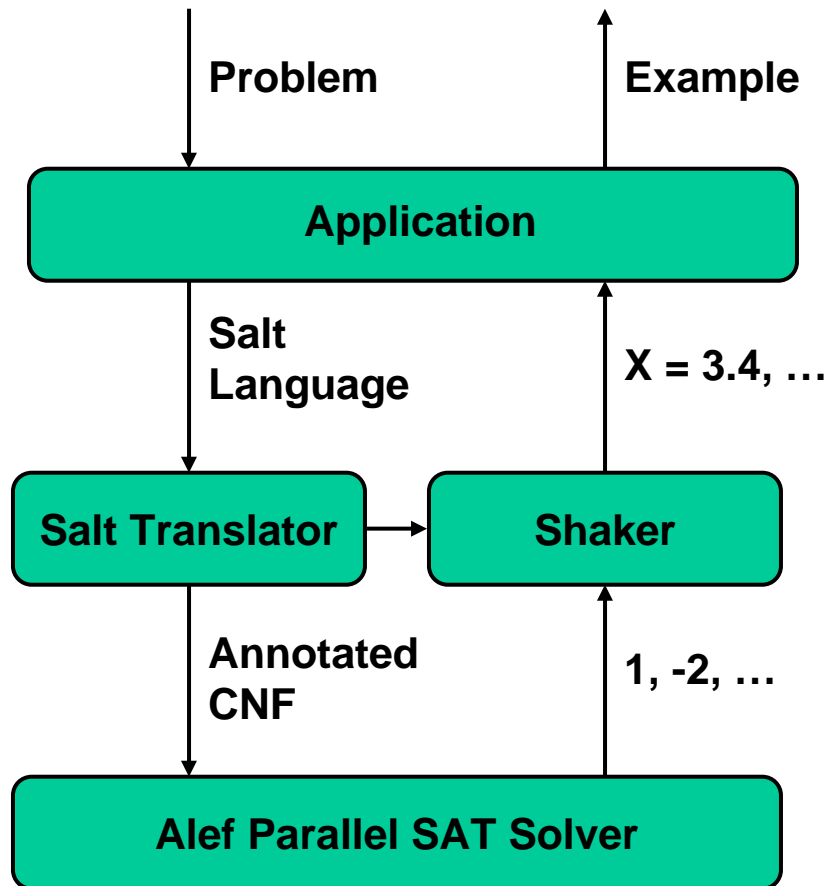 Problem
Example
Application
Salt
Language
X = 3.4, …
Salt Translator
Shaker
Annotated
CNF
1, -2, …
Alef Parallel SAT Solver